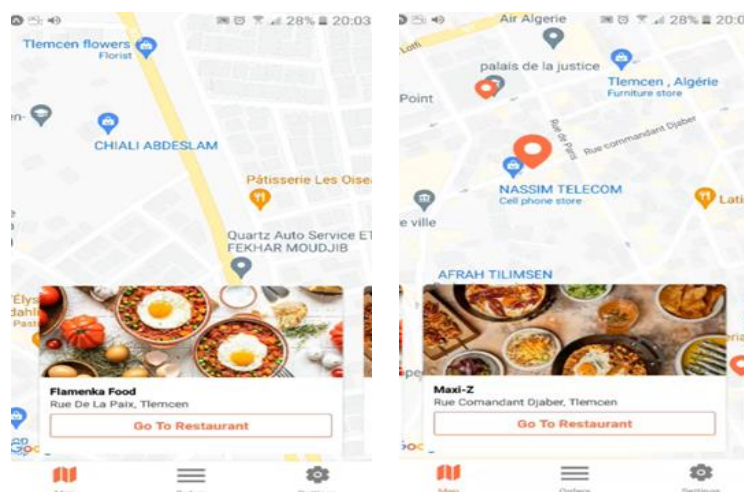 28% 20:03
Tlemcen flowers
Florist
CHIALI ABDESLAM
Pâtisserie Les Oise
Quartz Auto Service ET
FEKHAR MOUDJIB
Flamenka Food
Rue De La Paix, Tlemcen
Go To Restaurant
28% 20:0
Air Algerie
Loth
palais de la justice
Tlemcen , Algérie
Furniture store
Point
Rue de Paris
Rue commandant Djaber
NASSIM TELECOM
Cell phone store
Lati
e ville
AFRAH TILIMSEN
Maxi-Z
Rue Comandant Djaber, Tlemcen
Go To Restaurant